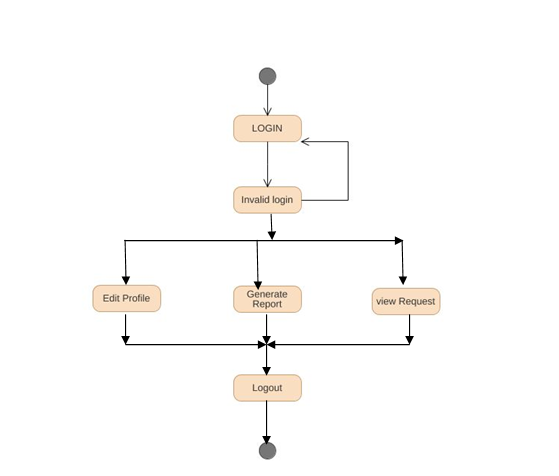 LOGIN
Invalid login
Edit Profile
Generate
Report
view Request
Logout